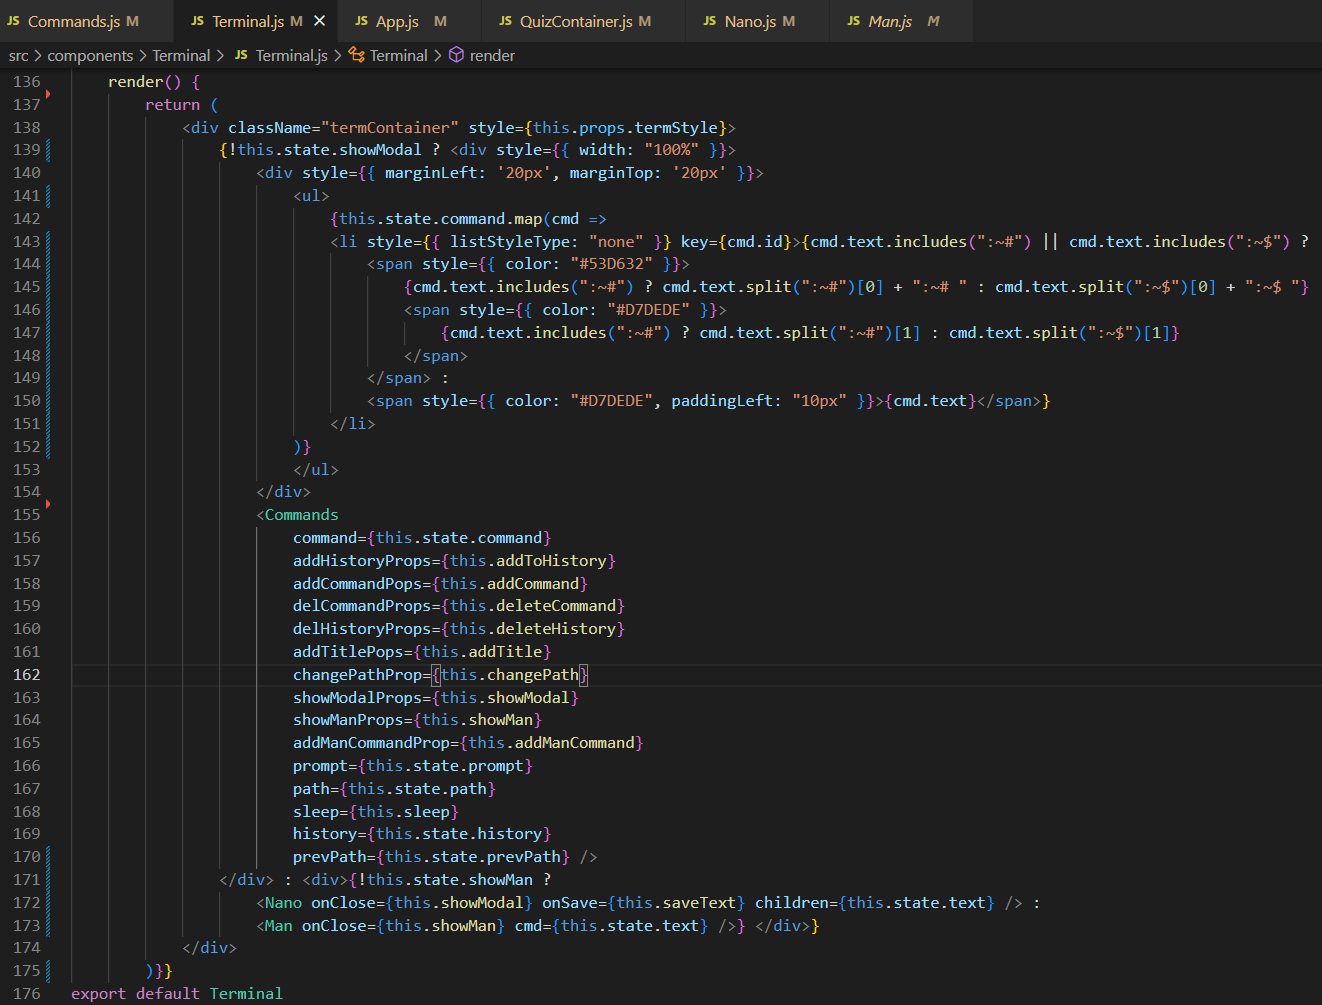 JS Commands.js M JS Terminal.js M × JS App.js M JS QuizContainer.js M JS Nano.js M JS Man.js M
src > components > Terminal > JS Terminal.js > Terminal > render
136 render() {
137 return (
138 <div className="termContainer" style={this.props.termStyle}>
139 {!this.state.showModal ? <div style={{ width: "100%" }}>
140 <div style={{ marginLeft: '20px', marginTop: '20px' }}>
141 <ul>
142 {this.state.command.map(cmd =>
143 <li style={{ listStyleType: "none" }} key={cmd.id}>{cmd.text.includes(":~#") || cmd.text.includes(":~$") ?
144 <span style={{ color: "#53D632" }}>
145 {cmd.text.includes(":~#") ? cmd.text.split(":~#")[0] + ":~# " : cmd.text.split(":~$")[0] + ":~$ "}
146 <span style={{ color: "#D7DEDE" }}>
147 {cmd.text.includes(":~#") ? cmd.text.split(":~#")[1] : cmd.text.split(":~$")[1]}
148 </span>
149 </span> :
150 <span style={{ color: "#D7DEDE", paddingLeft: "10px" }}>{cmd.text}</span>}
151 </li>
152 )}
153 </ul>
154 </div>
155 <Commands
156 command={this.state.command}
157 addHistoryProps={this.addToHistory}
158 addCommandPops={this.addCommand}
159 delCommandProps={this.deleteCommand}
160 delHistoryProps={this.deleteHistory}
161 addTitlePops={this.addTitle}
162 changePathProp={this.changePath}
163 showModalProps={this.showModal}
164 showManProps={this.showMan}
165 addManCommandProp={this.addManCommand}
166 prompt={this.state.prompt}
167 path={this.state.path}
168 sleep={this.sleep}
169 history={this.state.history}
170 prevPath={this.state.prevPath} />
171 </div> : <div>{!this.state.showMan ?
172 <Nano onClose={this.showModal} onSave={this.saveText} children={this.state.text} /> :
173 <Man onClose={this.showMan} cmd={this.state.text} />} </div>}
174 </div>
175 )}}
176 export default Terminal